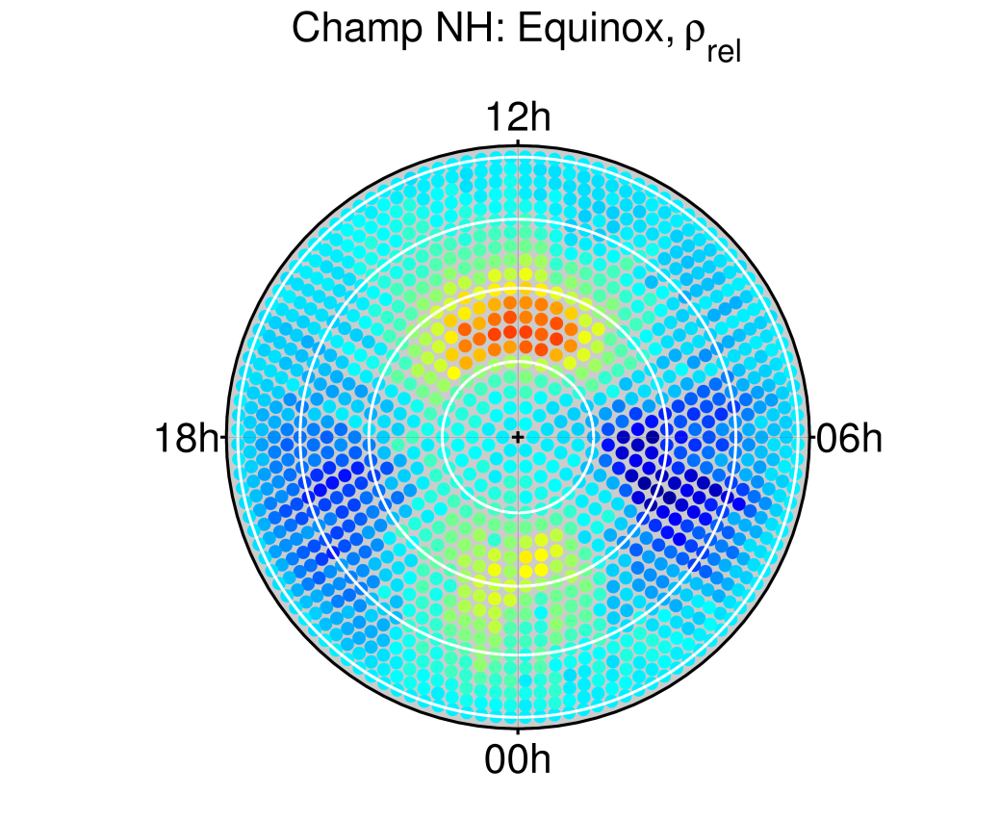 Champ NH: Equinox, ρrel
12h
18h
06h
00h